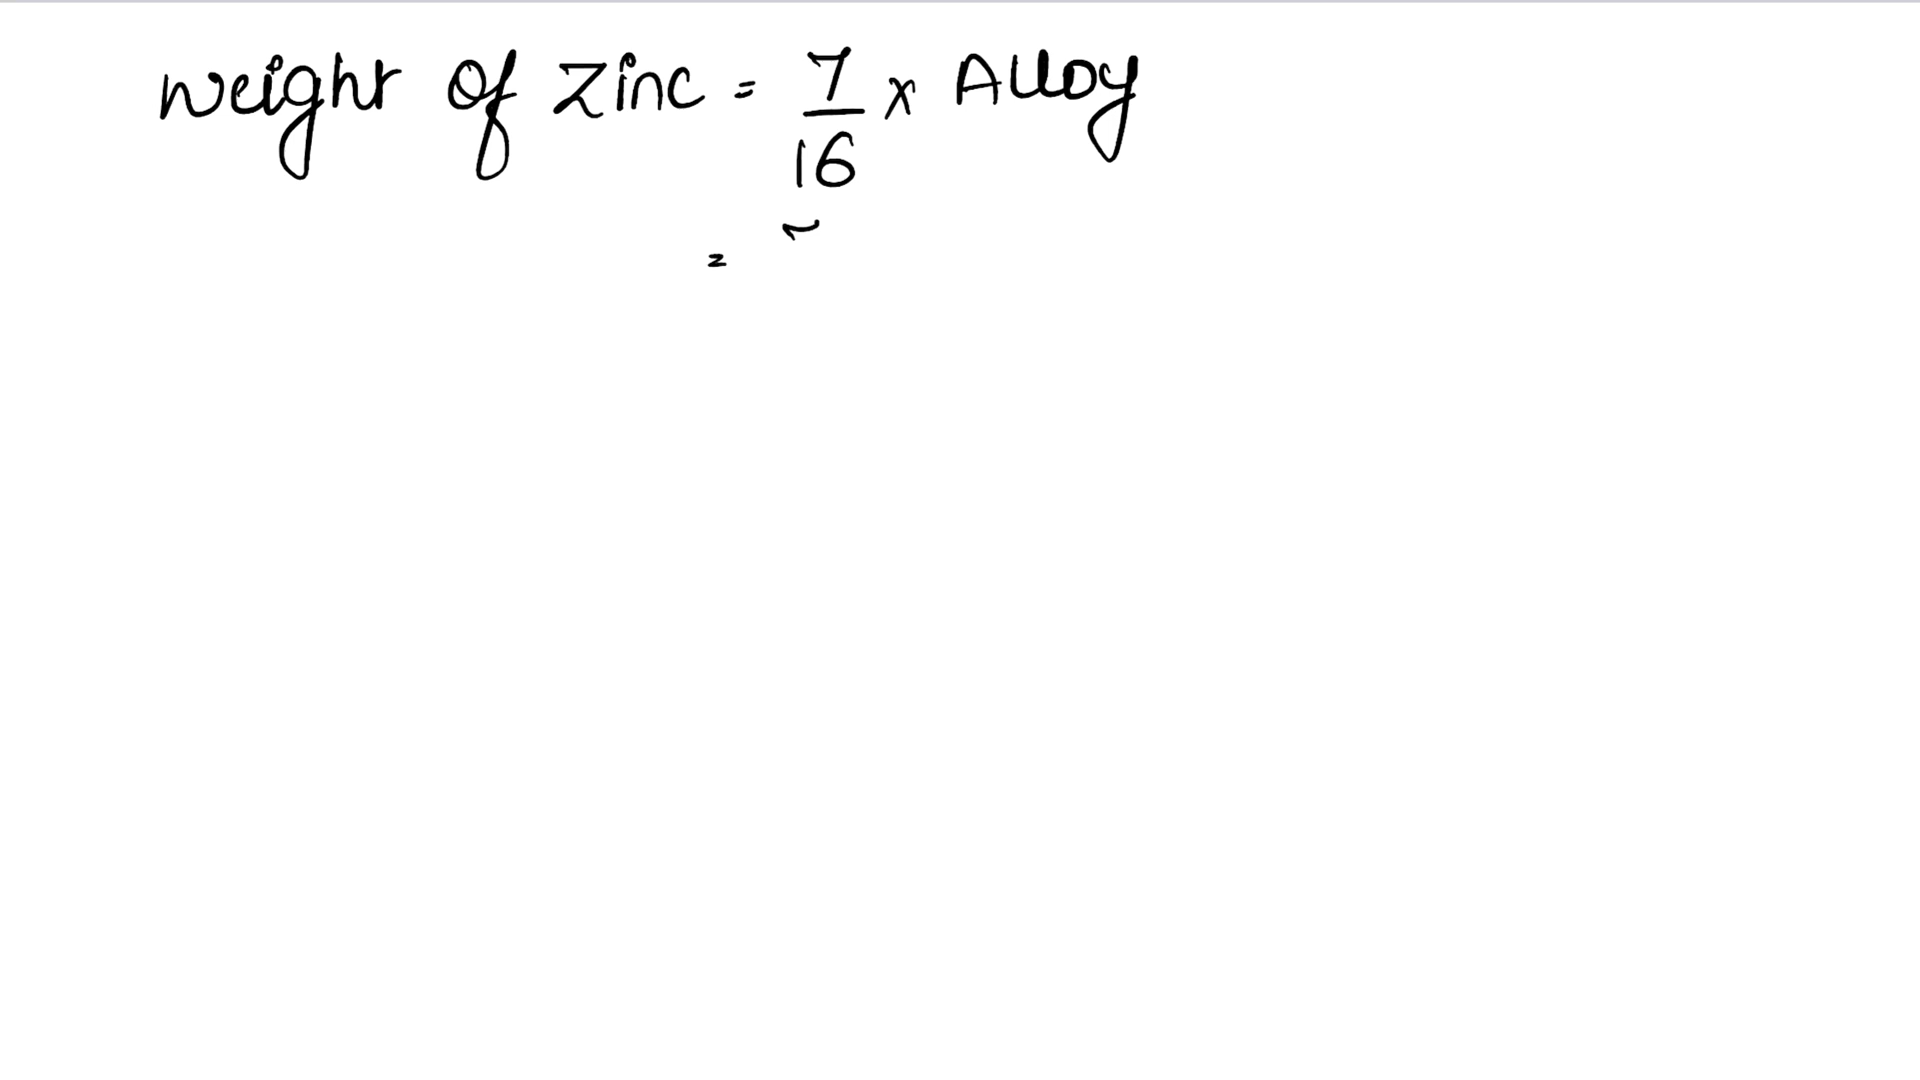 weight of Zinc = 7/16 x Alloy
=